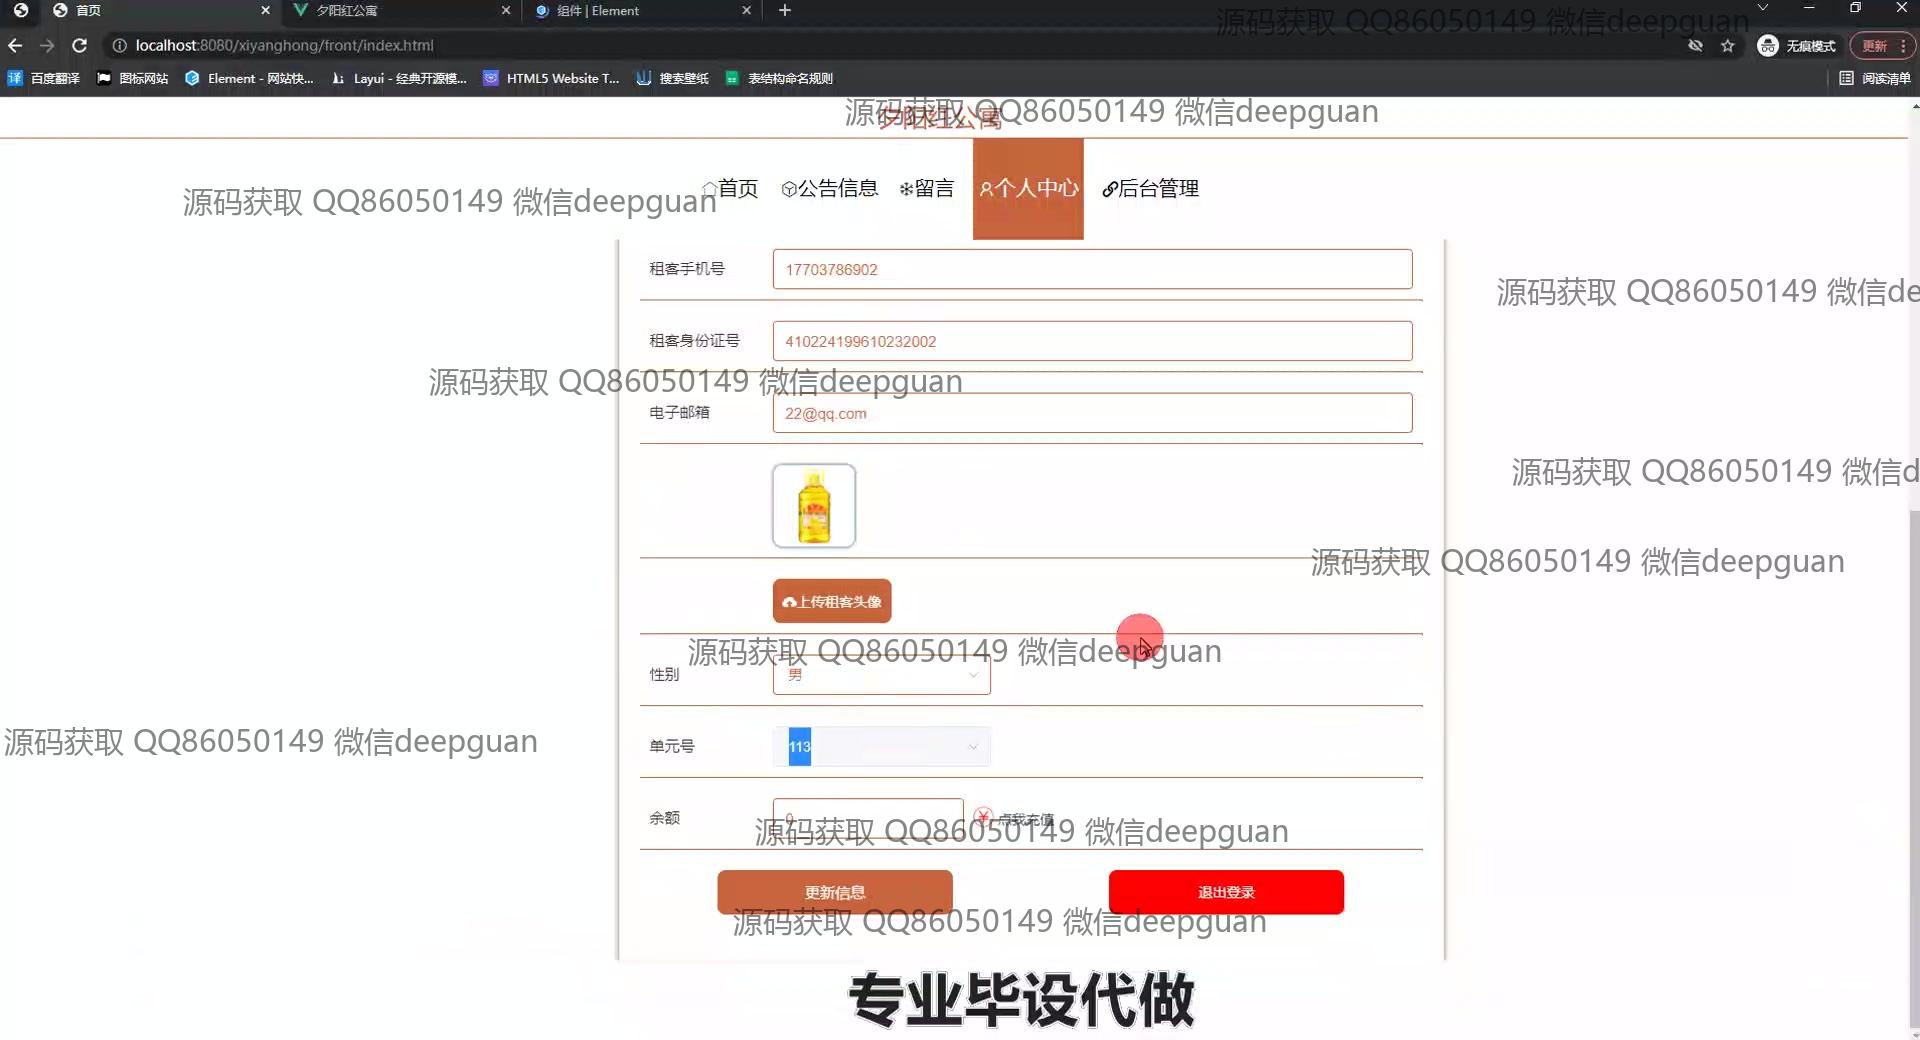 首页
夕阳红公寓
组件 | Element
源码获取 QQ86050149 微信deepguan
localhost:8080/xiyanghong/front/index.html
无痕模式
更新
百度翻译
图标网站
Element - 网站快...
Layui - 经典开源模...
HTML5 Website T...
搜索壁纸
表结构命名规则
阅读清单
夕阳红公寓
源码获取 QQ86050149 微信deepguan
首页
公告信息
留言
个人中心
后台管理
源码获取 QQ86050149 微信deepguan
租客手机号
17703786902
源码获取 QQ86050149 微信de
租客身份证号
410224199610232002
源码获取 QQ86050149 微信deepguan
电子邮箱
22@qq.com
源码获取 QQ86050149 微信d
源码获取 QQ86050149 微信deepguan
上传租客头像
源码获取 QQ86050149 微信deepguan
性别
男
源码获取 QQ86050149 微信deepguan
单元号
113
余额
0
点我充值
源码获取 QQ86050149 微信deepguan
更新信息
退出登录
源码获取 QQ86050149 微信deepguan
专业毕设代做